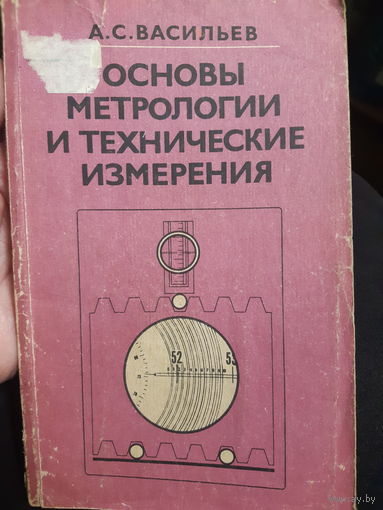 А.С.ВАСИЛЬЕВ
ОСНОВЫ
МЕТРОЛОГИИ
И ТЕХНИЧЕСКИЕ
ИЗМЕРЕНИЯ
52 53
ay.by